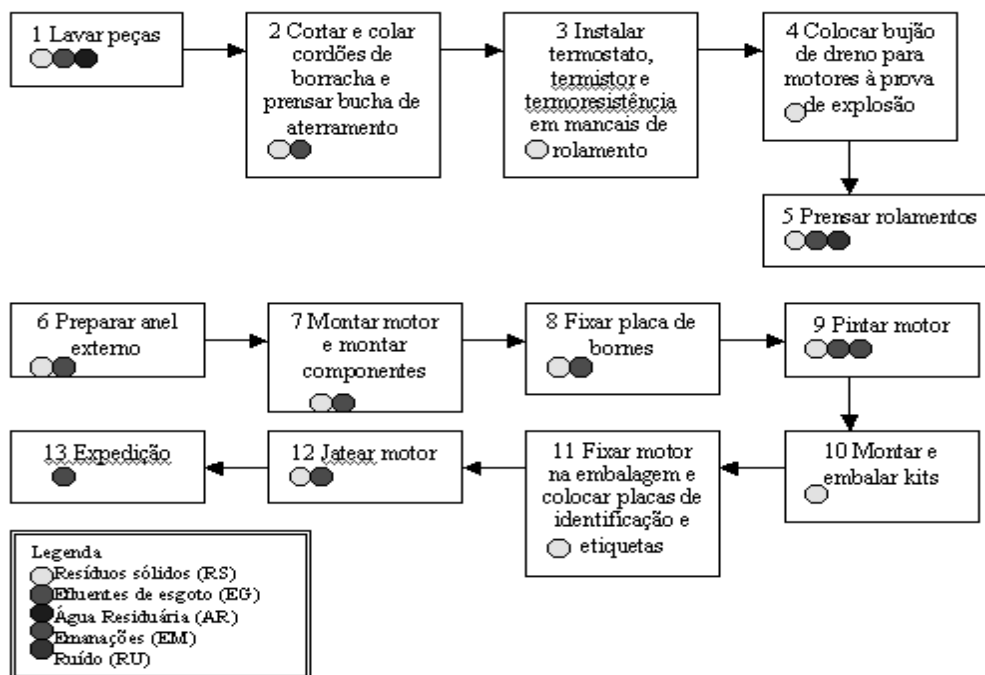 1 Lavar peças
2 Cortar e colar
cordões de
borracha e
prensar bucha de
aterramento
3 Instalar
termostato,
termistor e
termoresistência
em mancais de
rolamento
4 Colocar bujão
de dreno para
motores à prova
de explosão
5 Prensar rolamentos
6 Preparar anel
externo
7 Montar motor
e montar
componentes
8 Fixar placa de
bornes
9 Pintar motor
10 Montar e
embalar kits
11 Fixar motor
na embalagem e
colocar placas de
identificação e
etiquetas
12 Jatear motor
13 Expedição
Legenda
Resíduos sólidos (RS)
Efluentes de esgoto (EG)
Água Residuária (AR)
Emanações (EM)
Ruído (RU)